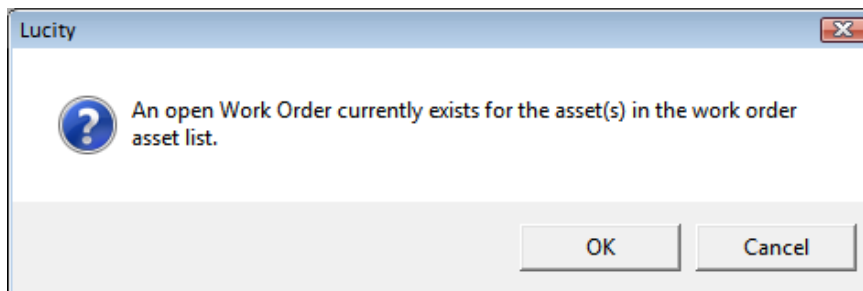 Lucity
An open Work Order currently exists for the asset(s) in the work order
asset list.
OK
Cancel